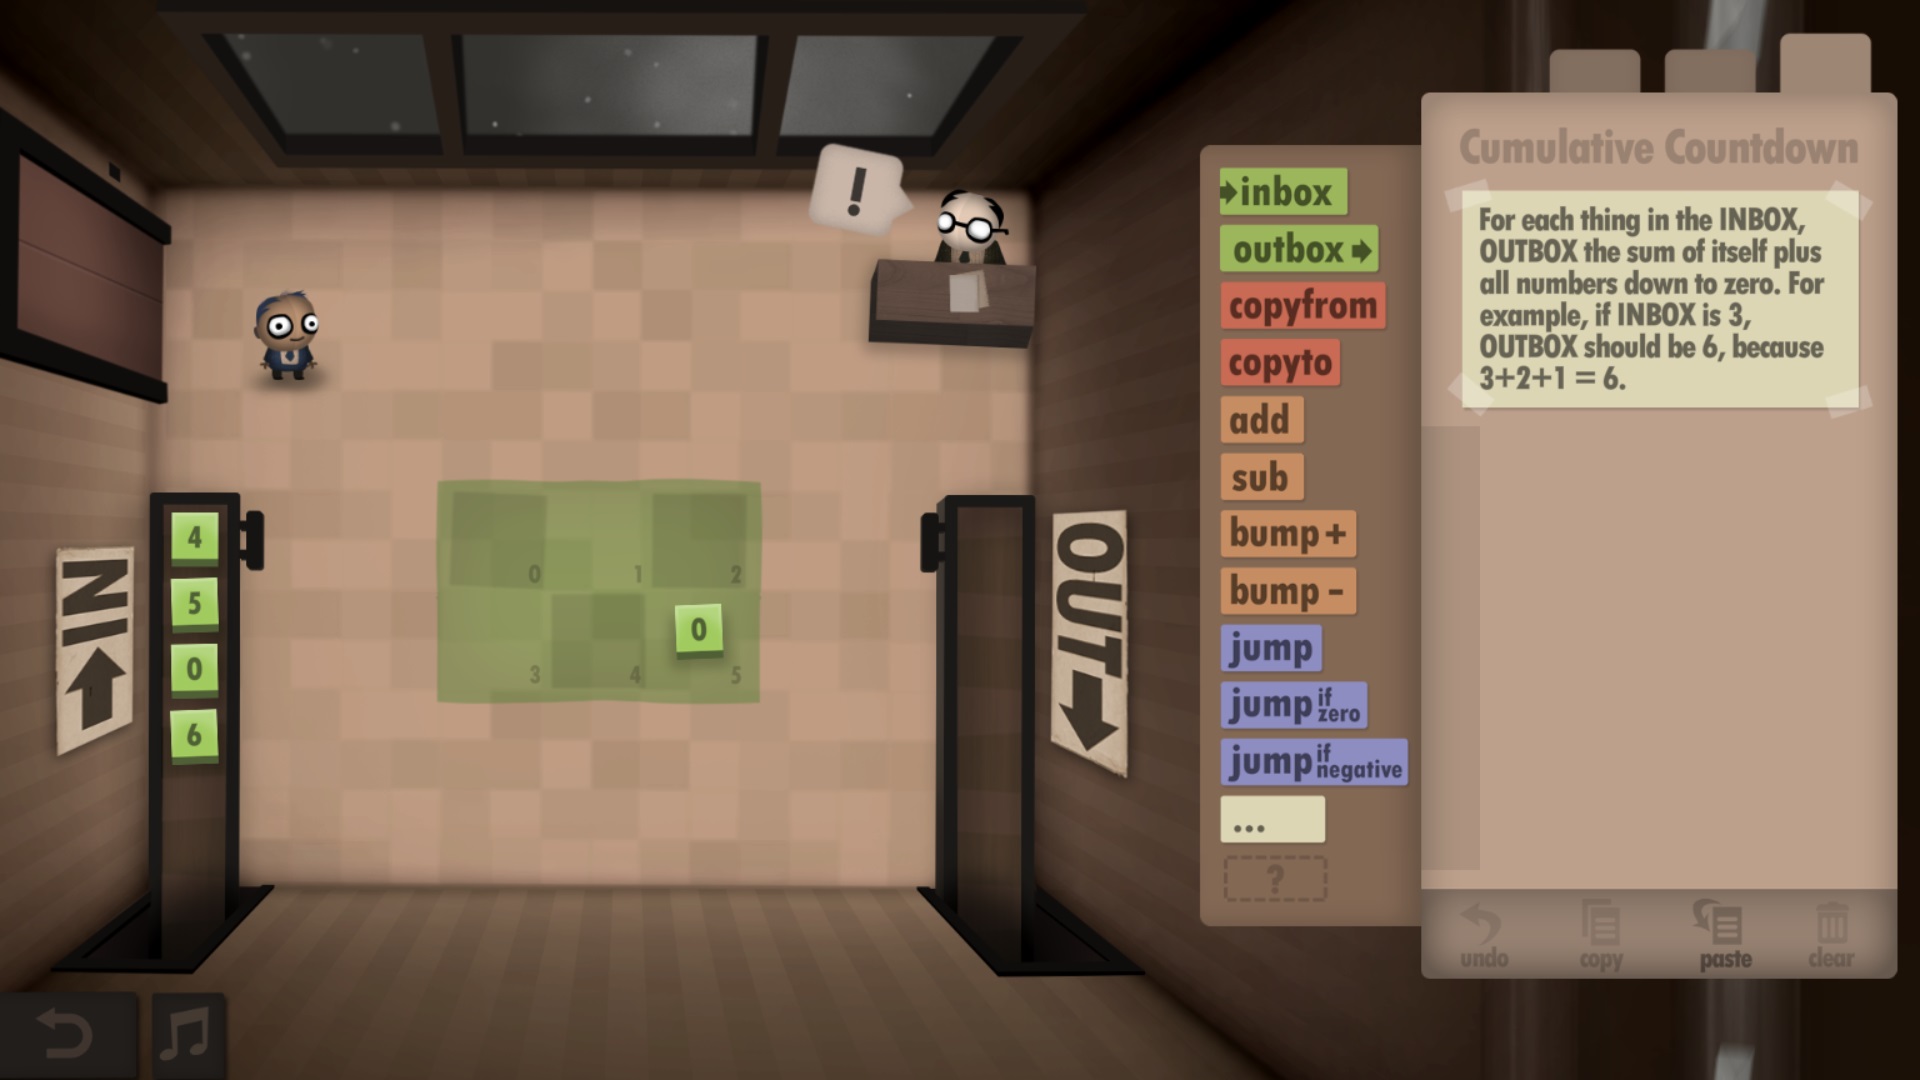 !
Cumulative Countdown
For each thing in the INBOX,
OUTBOX the sum of itself plus
all numbers down to zero. For
example, if INBOX is 3,
OUTBOX should be 6, because
3+2+1 = 6.
inbox
outbox
copyfrom
copyto
add
sub
bump+
bump-
jump
jump if zero
jump if negative
...
?
IN
4
5
0
6
0
1
2
0
3
4
5
OUT
undo
copy
paste
clear